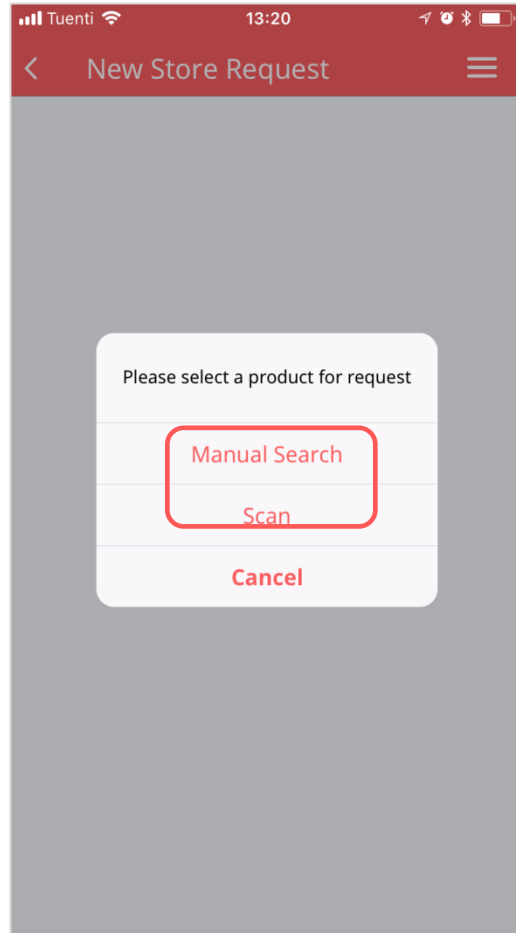 Tuenti 13:20
New Store Request
Please select a product for request
Manual Search
Scan
Cancel